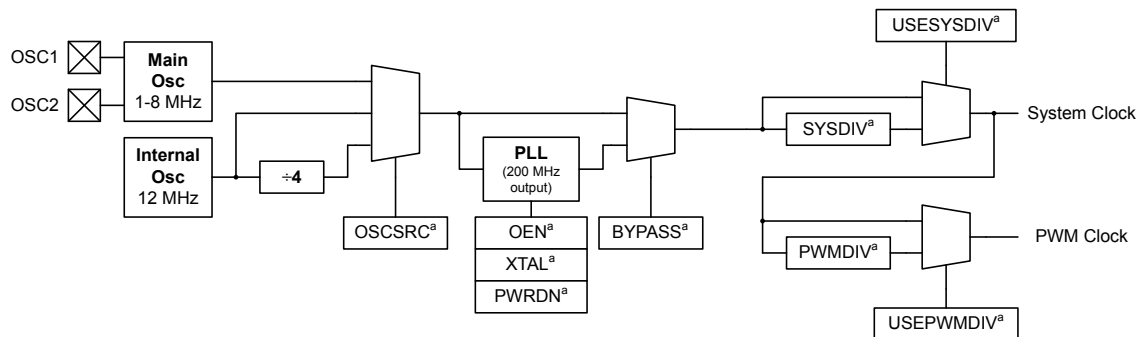 USESYSDIVᵃ
OSC1
Main
Osc
1-8 MHz
OSC2
System Clock
SYSDIVᵃ
Internal
Osc
12 MHz
÷4
PLL
(200 MHz
output)
OSCSRCᵃ
OENᵃ
XTALᵃ
PWRDNᵃ
BYPASSᵃ
PWM Clock
PWMDIVᵃ
USEPWMDIVᵃ